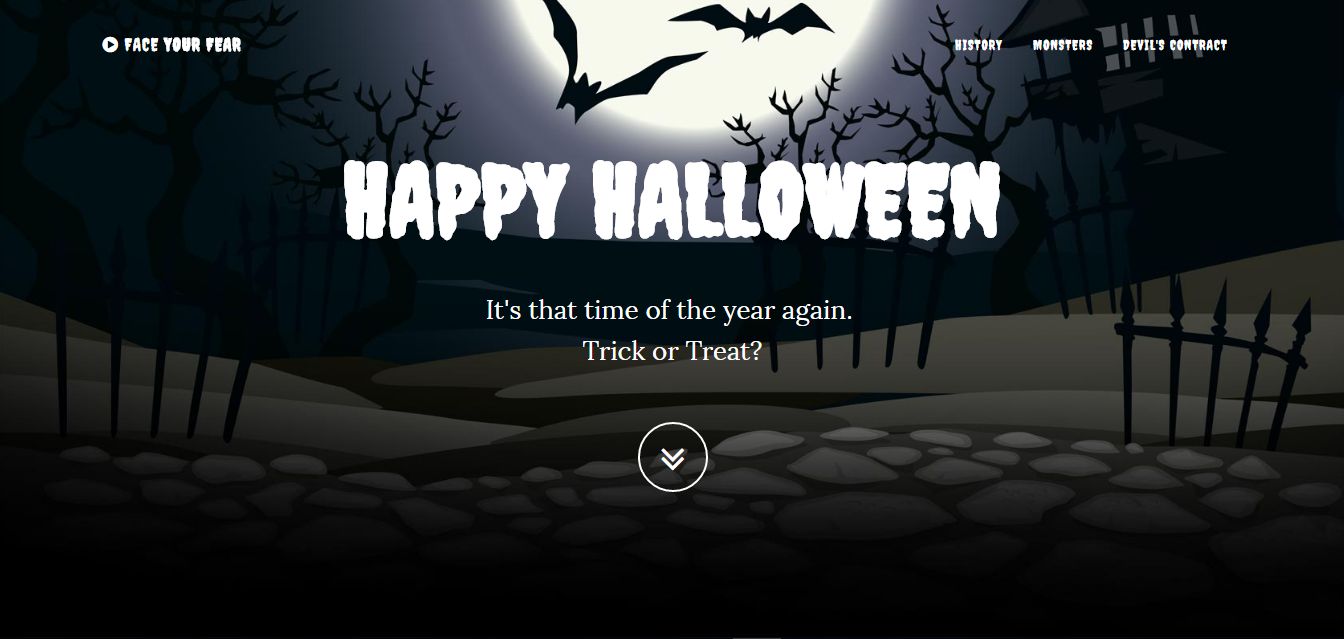 FACE YOUR FEAR
HISTORY MONSTERS DEVIL'S CONTRACT
HAPPY HALLOWEEN
It's that time of the year again.
Trick or Treat?